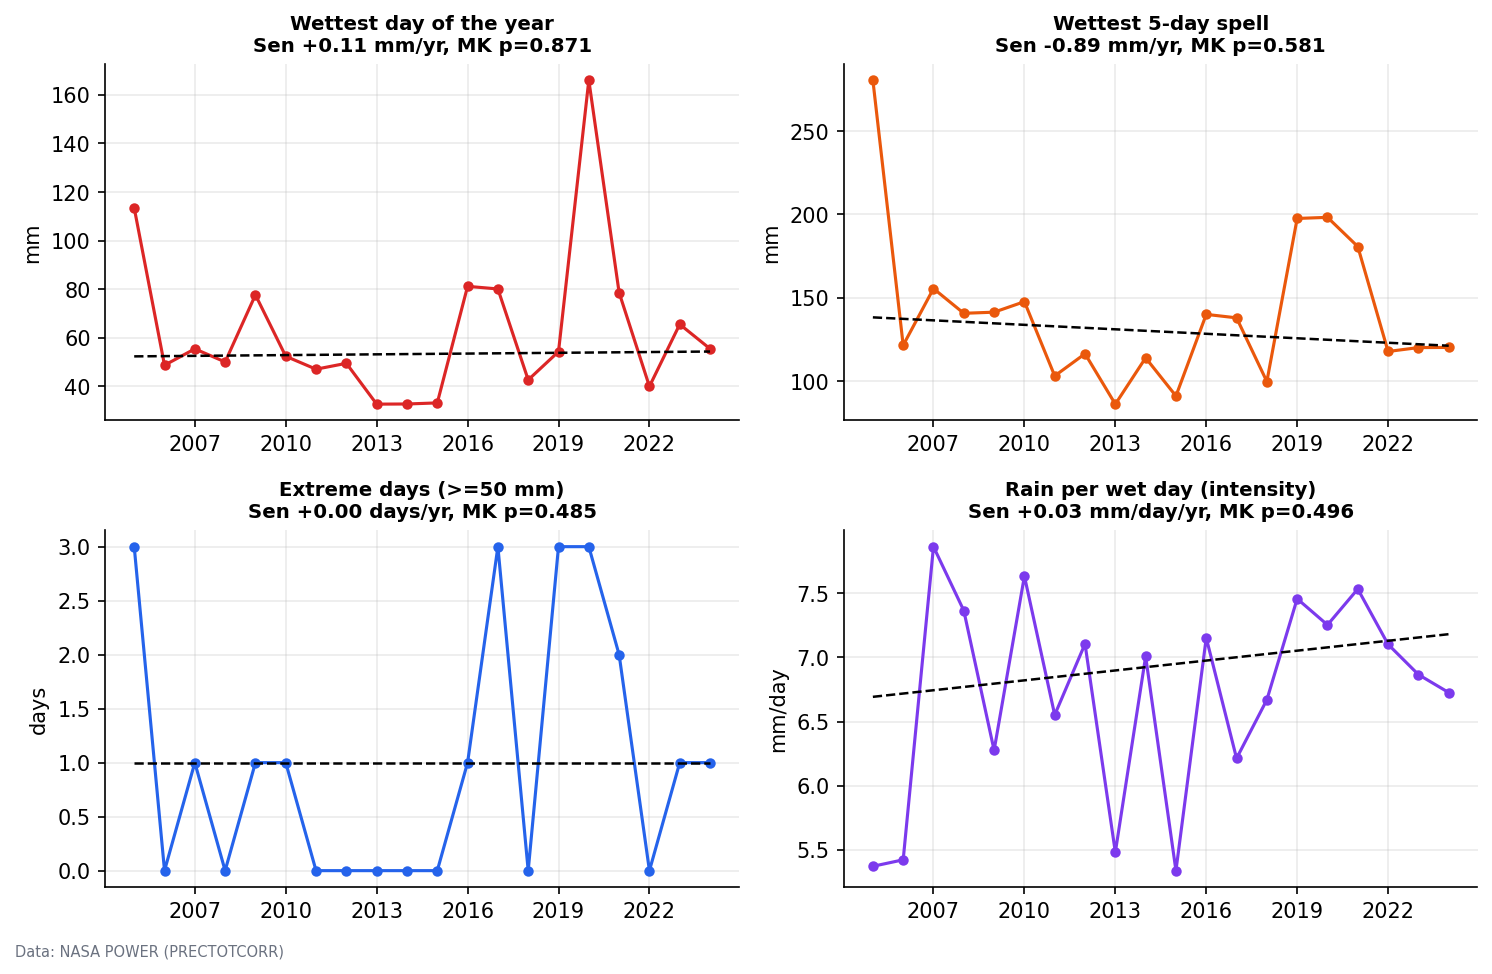 Wettest day of the year
Sen +0.11 mm/yr, MK p=0.871
mm
160
140
120
100
80
60
40
2007 2010 2013 2016 2019 2022
Wettest 5-day spell
Sen -0.89 mm/yr, MK p=0.581
mm
250
200
150
100
2007 2010 2013 2016 2019 2022
Extreme days (>=50 mm)
Sen +0.00 days/yr, MK p=0.485
days
3.0
2.5
2.0
1.5
1.0
0.5
0.0
2007 2010 2013 2016 2019 2022
Rain per wet day (intensity)
Sen +0.03 mm/day/yr, MK p=0.496
mm/day
7.5
7.0
6.5
6.0
5.5
2007 2010 2013 2016 2019 2022
Data: NASA POWER (PRECTOTCORR)